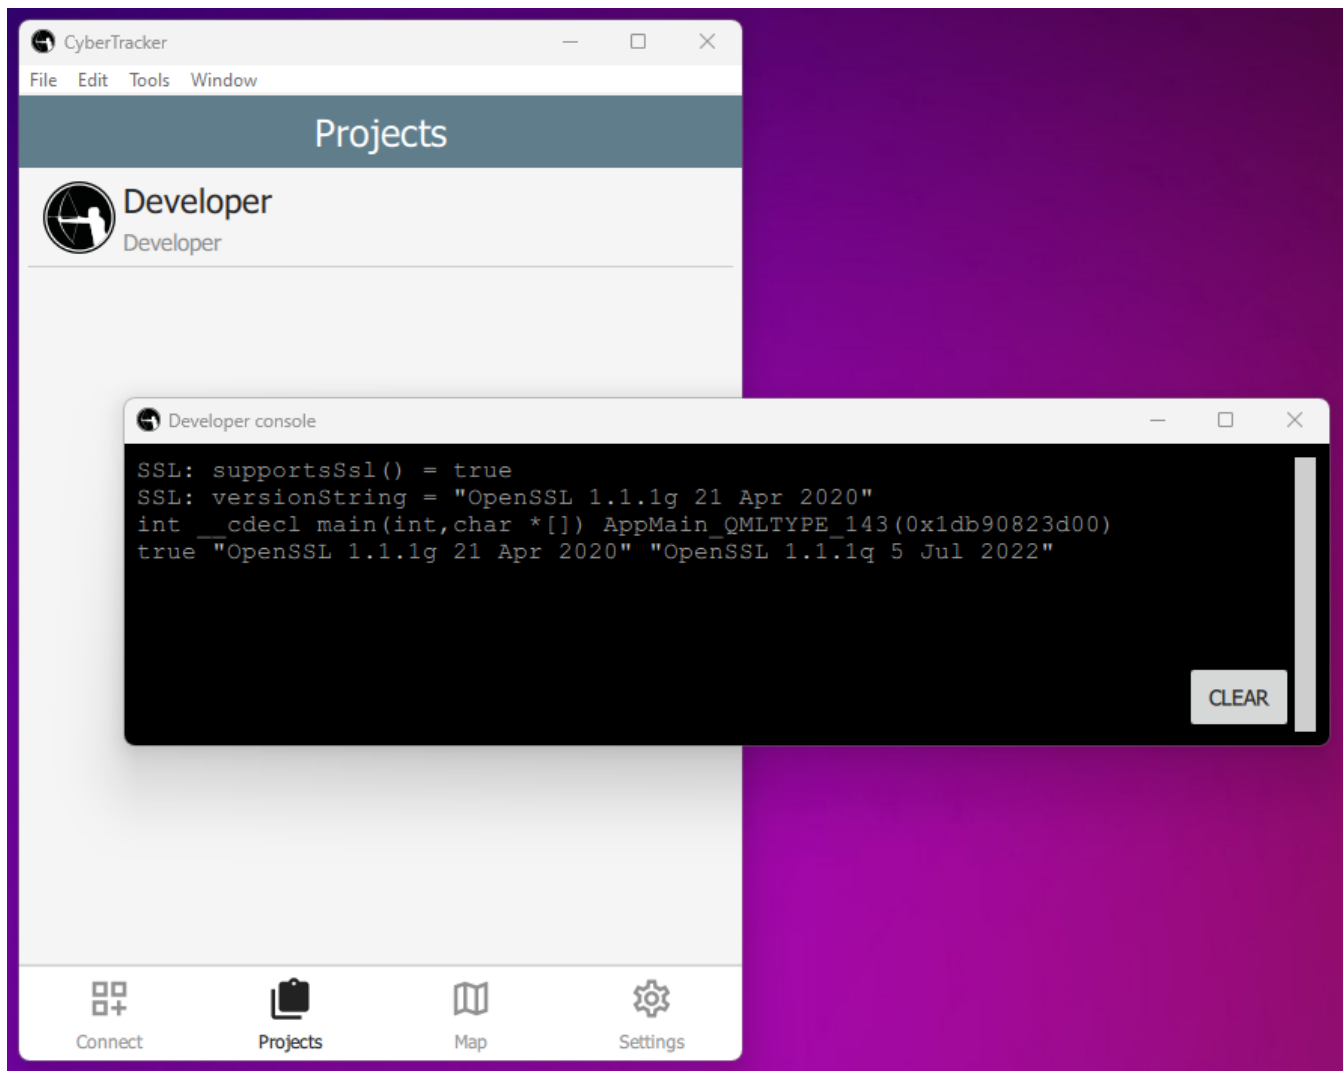 CyberTracker
File Edit Tools Window
Projects
Developer
Developer
Developer console
SSL: supportsSsl() = true
SSL: versionString = "OpenSSL 1.1.1g 21 Apr 2020"
int __cdecl main(int,char *[]) AppMain_QMLTYPE_143(0x1db90823d00)
true "OpenSSL 1.1.1g 21 Apr 2020" "OpenSSL 1.1.1q 5 Jul 2022"
CLEAR
Connect Projects Map Settings